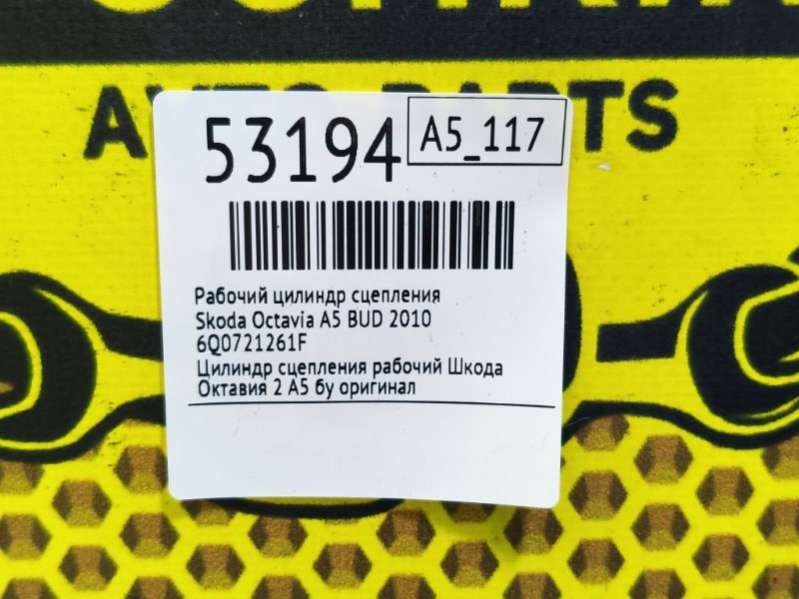 53194
A5_117
Рабочий цилиндр сцепления
Skoda Octavia A5 BUD 2010
6Q0721261F
Цилиндр сцепления рабочий Шкода
Октавия 2 А5 бу оригинал